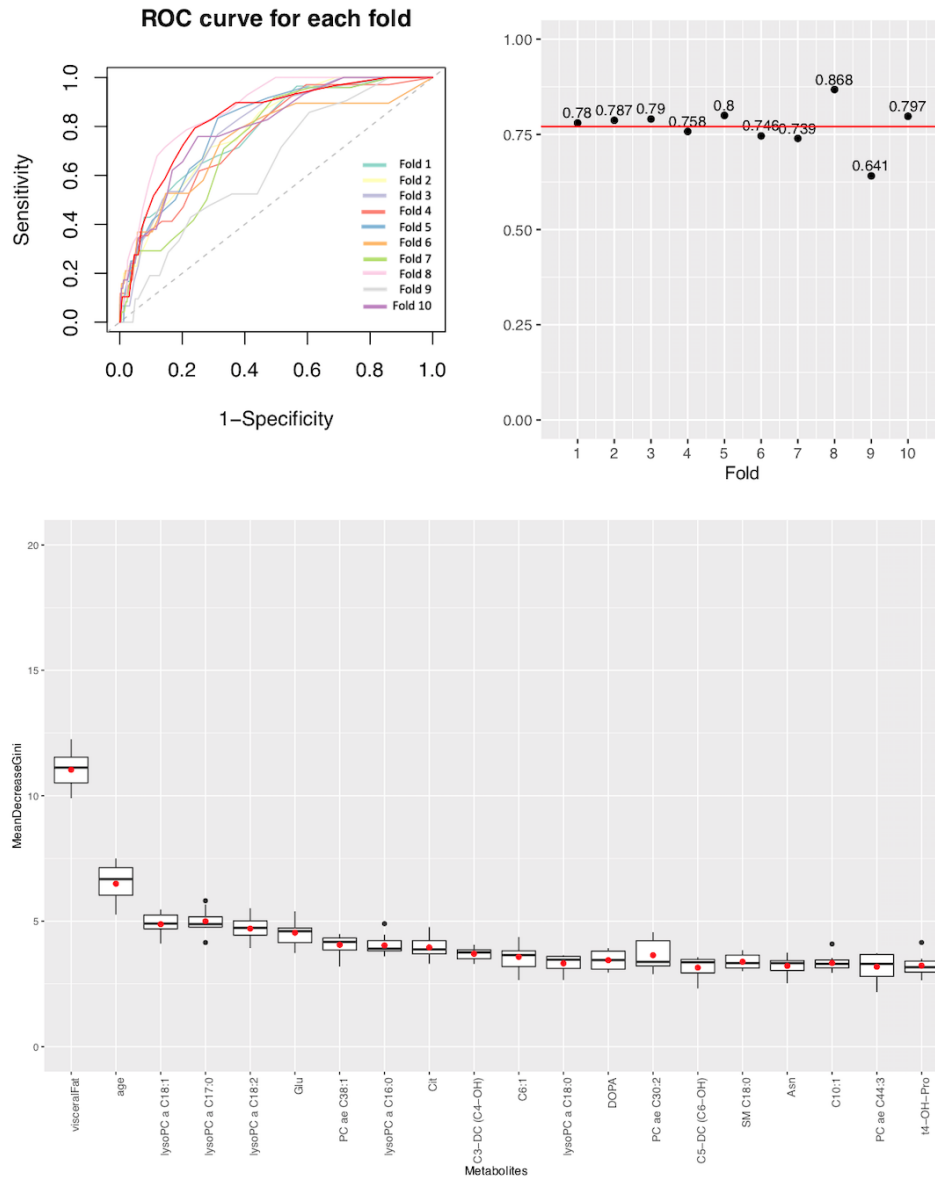 ROC curve for each fold
Sensitivity
1.0
0.8
0.6
0.4
0.2
0.0
Fold 1
Fold 2
Fold 3
Fold 4
Fold 5
Fold 6
Fold 7
Fold 8
Fold 9
Fold 10
0.0 0.2 0.4 0.6 0.8 1.0
1−Specificity
1.00
0.75
0.50
0.25
0.00
0.78 0.787 0.79 0.758 0.8 0.746 0.739 0.868 0.641 0.797
1 2 3 4 5 6 7 8 9 10
Fold
MeanDecreaseGini
20
15
10
5
0
visceralFat
age
lysoPC a C18:1
lysoPC a C17:0
lysoPC a C18:2
Glu
PC ae C38:1
lysoPC a C16:0
Cit
C3−DC (C4−OH)
C6:1
lysoPC a C18:0
DOPA
PC ae C30:2
C5−DC (C6−OH)
SM C18:0
Asn
C10:1
PC ae C44:3
t4−OH−Pro
Metabolites